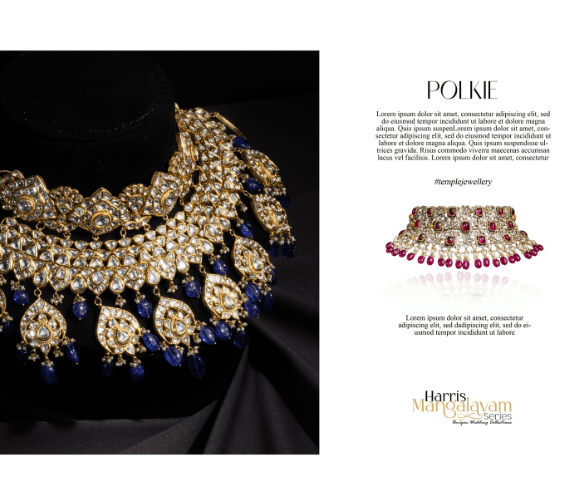 POLKIE
Lorem ipsum dolor sit amet, consectetur adipiscing elit, sed
do eiusmod tempor incididunt ut labore et dolore magna
aliqua. Quis ipsum suspenLorem ipsum dolor sit amet, con-
sectetur adipiscing elit, sed do eiusmod tempor incididunt ut
labore et dolore magna aliqua. Quis ipsum suspendisse ul-
trices gravida. Risus commodo viverra maecenas accumsan
lacus vel facilisis. Lorem ipsum dolor sit amet, consectetur
#templejewellery
Lorem ipsum dolor sit amet, consectetur
adipiscing elit, sed dadipiscing elit, sed do ei-
usmod tempor incididunt ut labore
Harris
Mangalayam
Series
Unique Wedding Collections